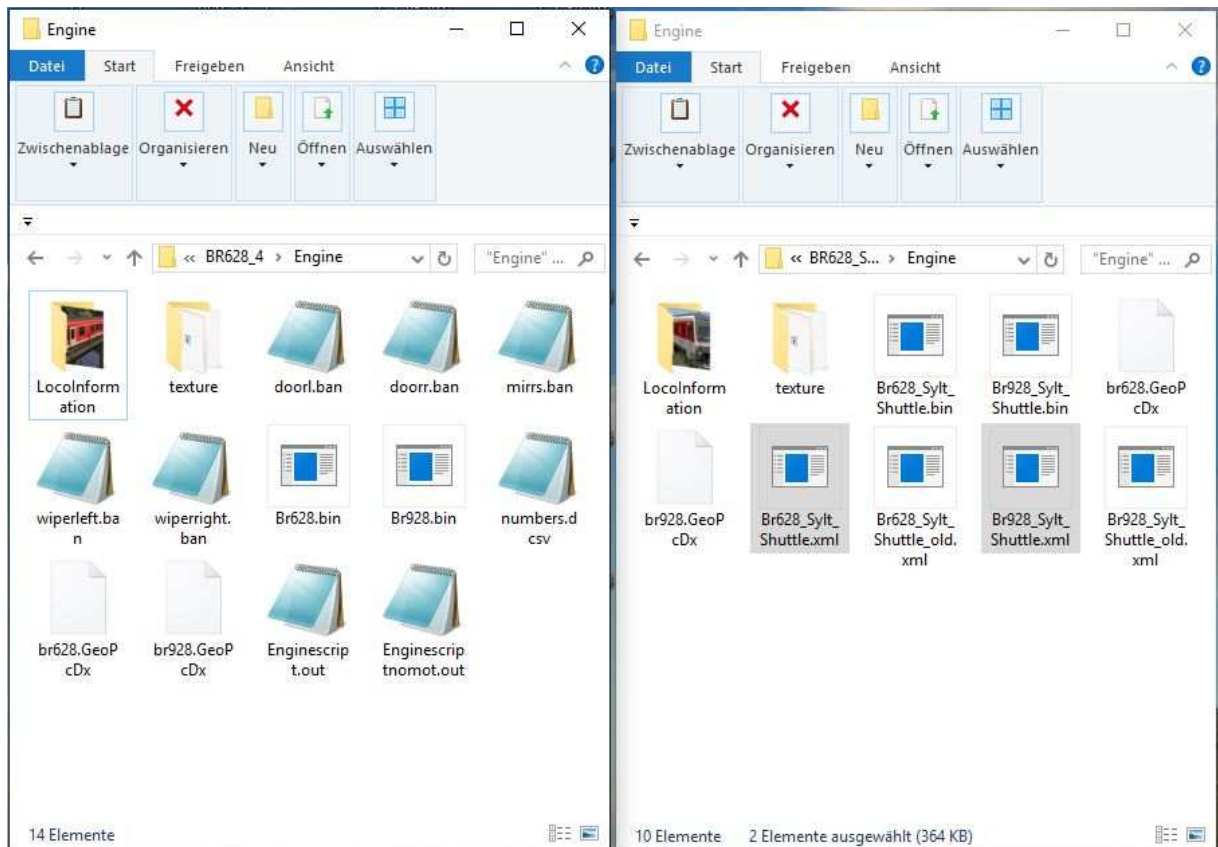 Engine
Datei Start Freigeben Ansicht
Zwischenablage Organisieren Neu Öffnen Auswählen
« BR628_4 > Engine "Engine" ...
LocoInform
ation
texture
doorl.ban
doorr.ban
mirrs.ban
wiperleft.ba
n
wiperright.
ban
Br628.bin
Br928.bin
numbers.d
csv
br628.GeoP
cDx
br928.GeoP
cDx
Enginescrip
t.out
Enginescrip
tnomot.out
14 Elemente
Engine
Datei Start Freigeben Ansicht
Zwischenablage Organisieren Neu Öffnen Auswählen
« BR628_S... > Engine "Engine" ...
LocoInform
ation
texture
Br628_Sylt_
Shuttle.bin
Br928_Sylt_
Shuttle.bin
br628.GeoP
cDx
br928.GeoP
cDx
Br628_Sylt_
Shuttle.xml
Br628_Sylt_
Shuttle_old.
xml
Br928_Sylt_
Shuttle.xml
Br928_Sylt_
Shuttle_old.
xml
10 Elemente 2 Elemente ausgewählt (364 KB)